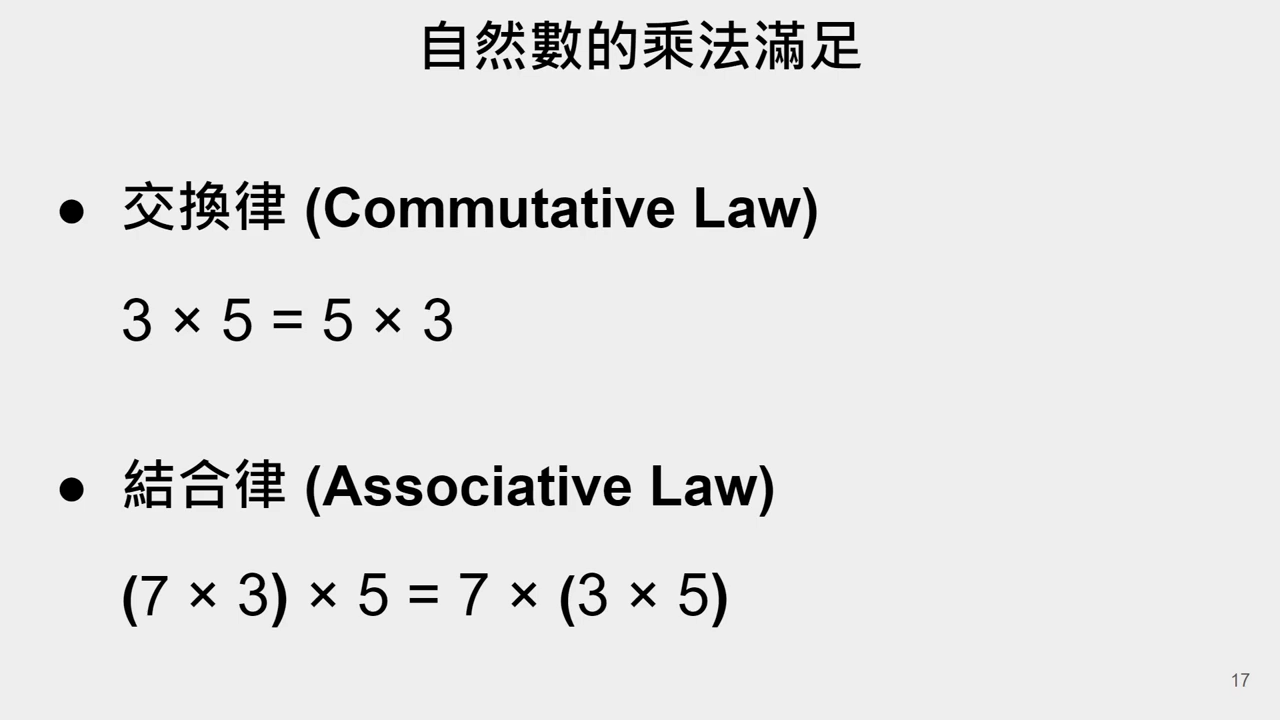 自然數的乘法滿足
● 交換律 (Commutative Law)
3 × 5 = 5 × 3
● 結合律 (Associative Law)
(7 × 3) × 5 = 7 × (3 × 5)
17